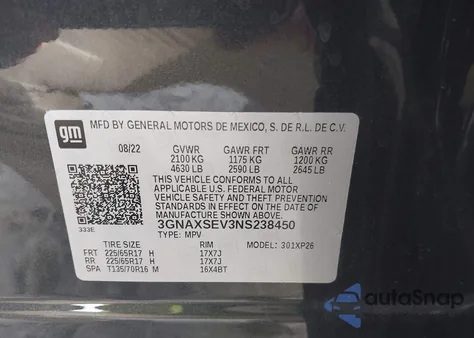 gm
MFD BY GENERAL MOTORS DE MEXICO, S. DE R.L. DE C.V.
08/22 GVWR GAWR FRT GAWR RR
2100 KG 1175 KG 1200 KG
4630 LB 2590 LB 2645 LB
THIS VEHICLE CONFORMS TO ALL
APPLICABLE U.S. FEDERAL MOTOR
VEHICLE SAFETY AND THEFT
PREVENTION STANDARDS IN EFFECT ON
THE DATE OF MANUFACTURE SHOWN ABOVE.
333E 3GNAXSEV3NS238450
TYPE: MPV
TIRE SIZE RIM MODEL: 301XP26
FRT 225/65R17 H 17X7J
RR 225/65R17 H 17X7J
SPA T135/70R16 M 16X4BT
autoSnap
Powered by CarsFromWest